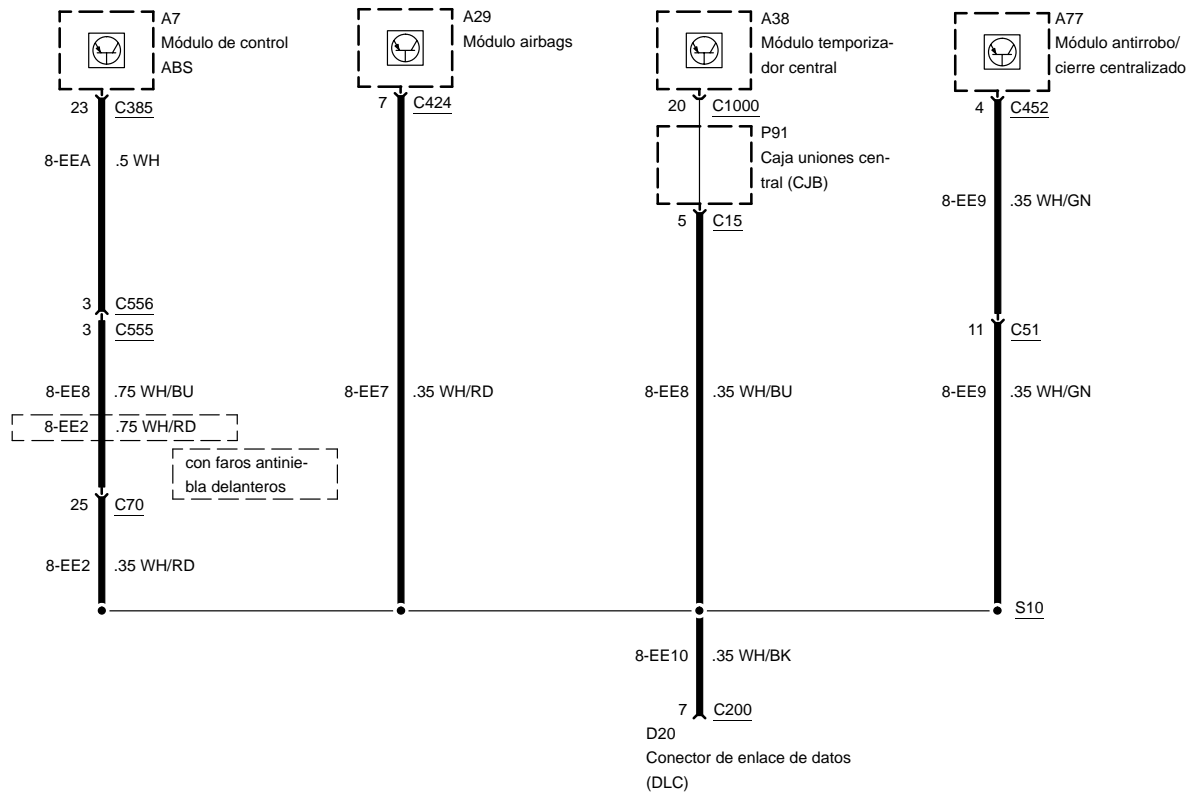 A7
Módulo de control
ABS
A29
Módulo airbags
A38
Módulo temporiza-
dor central
A77
Módulo antirrobo/
cierre centralizado
23 C385
7 C424
20 C1000
4 C452
P91
Caja uniones cen-
tral (CJB)
8-EEA .5 WH
8-EE9 .35 WH/GN
5 C15
3 C556
3 C555
11 C51
8-EE8 .75 WH/BU
8-EE7 .35 WH/RD
8-EE8 .35 WH/BU
8-EE9 .35 WH/GN
8-EE2 .75 WH/RD
con faros antinie-
bla delanteros
25 C70
8-EE2 .35 WH/RD
S10
8-EE10 .35 WH/BK
7 C200
D20
Conector de enlace de datos
(DLC)